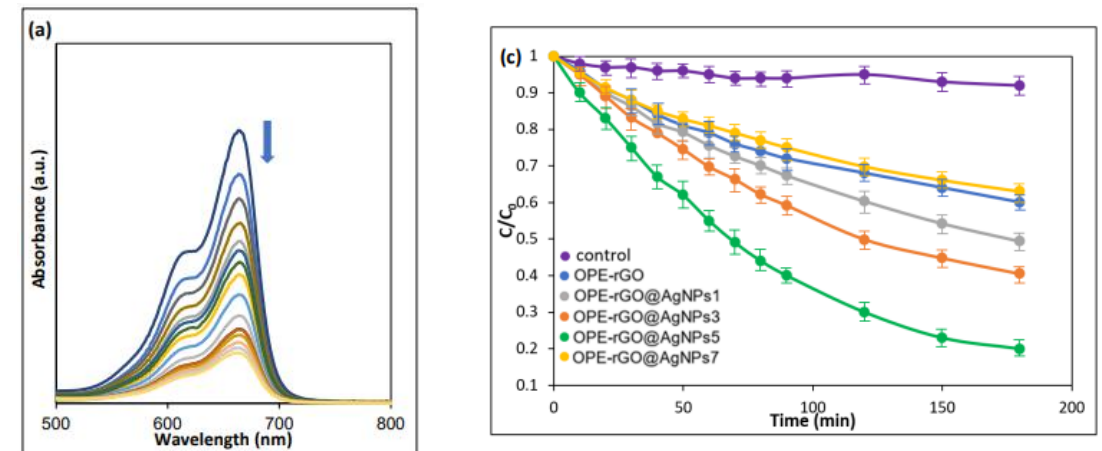 (a)
Absorbance (a.u.)
500
600
700
800
Wavelength (nm)
(c)
1
0.9
0.8
0.7
0.6
0.5
0.4
0.3
0.2
0.1
C/C₀
control
OPE-rGO
OPE-rGO@AgNPs1
OPE-rGO@AgNPs3
OPE-rGO@AgNPs5
OPE-rGO@AgNPs7
0
50
100
150
200
Time (min)